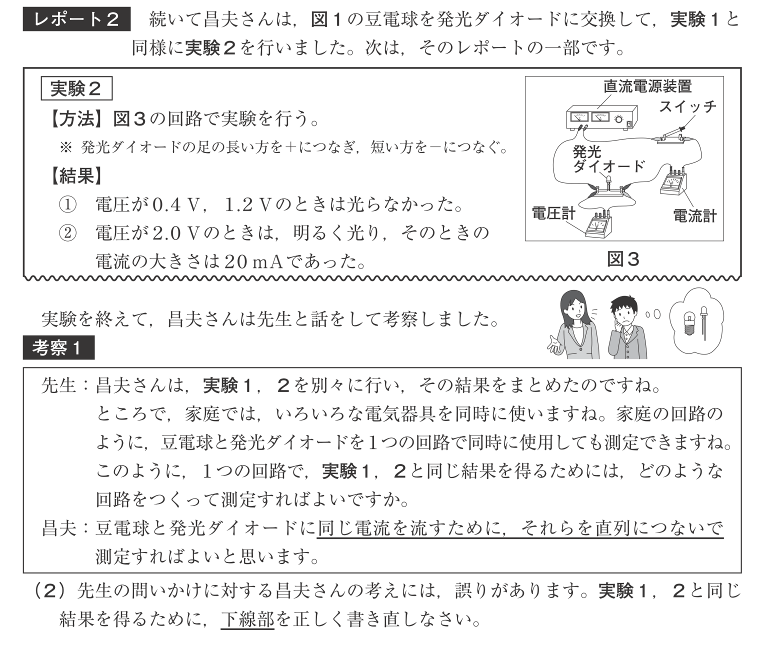 レポート2　続いて昌夫さんは，図1の豆電球を発光ダイオードに交換して，実験1と
同様に実験2を行いました。次は，そのレポートの一部です。
実験2
【方法】図3の回路で実験を行う。
※ 発光ダイオードの足の長い方を＋につなぎ，短い方を－につなぐ。
【結果】
① 電圧が0.4 V，1.2 Vのときは光らなかった。
② 電圧が2.0 Vのときは，明るく光り，そのときの
電流の大きさは20 mAであった。
直流電源装置
スイッチ
発光
ダイオード
電圧計
電流計
図3
実験を終えて，昌夫さんは先生と話をして考察しました。
考察1
先生：昌夫さんは，実験1，2を別々に行い，その結果をまとめたのですね。
ところで，家庭では，いろいろな電気器具を同時に使いますね。家庭の回路の
ように，豆電球と発光ダイオードを1つの回路で同時に使用しても測定できますね。
このように，1つの回路で，実験1，2と同じ結果を得るためには，どのような
回路をつくって測定すればよいですか。
昌夫：豆電球と発光ダイオードに同じ電流を流すために，それらを直列につないで
測定すればよいと思います。
（2）先生の問いかけに対する昌夫さんの考えには，誤りがあります。実験1，2と同じ
結果を得るために，下線部を正しく書き直しなさい。